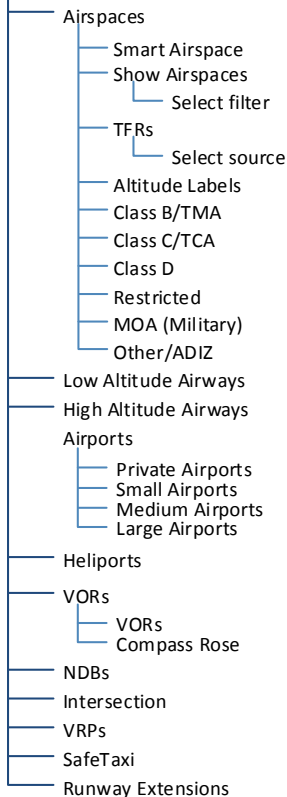 Airspaces
Smart Airspace
Show Airspaces
Select filter
TFRs
Select source
Altitude Labels
Class B/TMA
Class C/TCA
Class D
Restricted
MOA (Military)
Other/ADIZ
Low Altitude Airways
High Altitude Airways
Airports
Private Airports
Small Airports
Medium Airports
Large Airports
Heliports
VORs
VORs
Compass Rose
NDBs
Intersection
VRPs
SafeTaxi
Runway Extensions